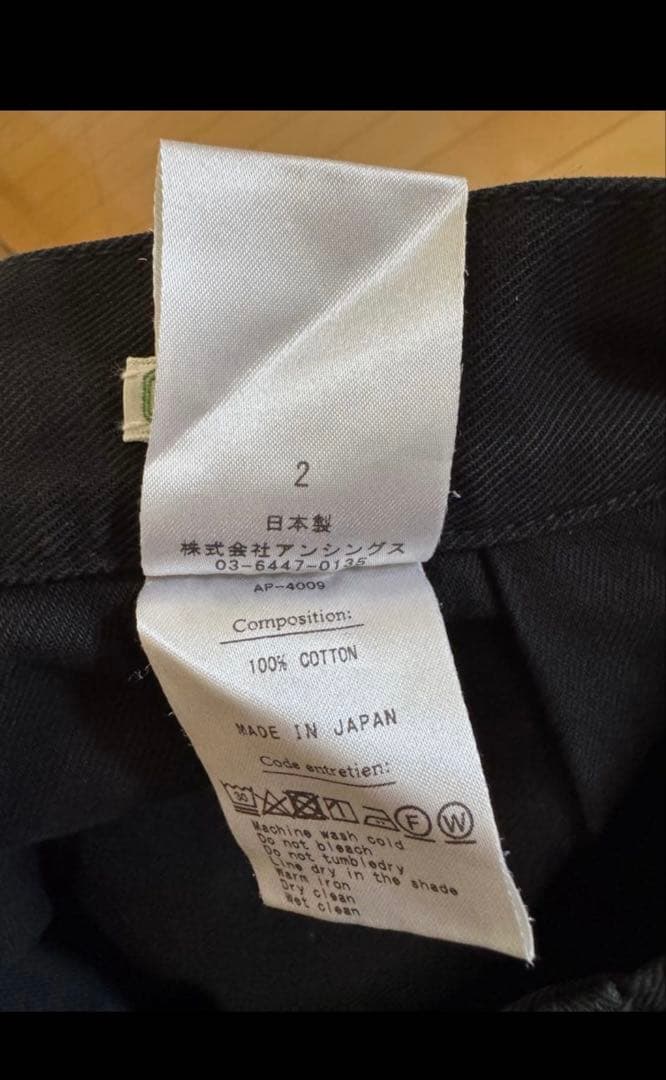 2
日本製
株式会社アンシングス
03-6447-0135
AP-4009
Composition:
100% COTTON
MADE IN JAPAN
Code entretien:
30 F W
Machine wash cold
Do not bleach
Do not tumbledry
Line dry in the shade
Warm iron
Dry clean
Wet clean